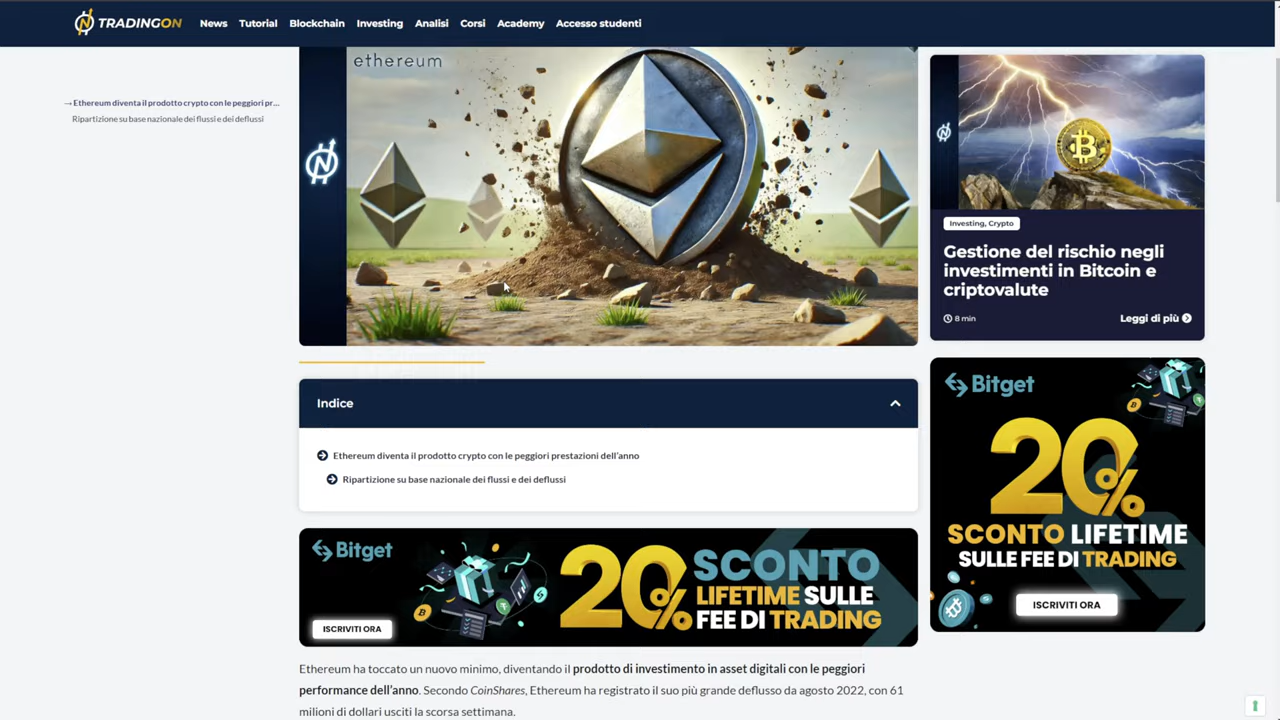 TRADINGON
News Tutorial Blockchain Investing Analisi Corsi Academy Accesso studenti
→ Ethereum diventa il prodotto crypto con le peggiori pr...
Ripartizione su base nazionale dei flussi e dei deflussi
ethereum
Indice
Ethereum diventa il prodotto crypto con le peggiori prestazioni dell'anno
Ripartizione su base nazionale dei flussi e dei deflussi
Bitget
20%
SCONTO
LIFETIME SULLE
FEE DI TRADING
ISCRIVITI ORA
Ethereum ha toccato un nuovo minimo, diventando il prodotto di investimento in asset digitali con le peggiori
performance dell'anno. Secondo CoinShares, Ethereum ha registrato il suo più grande deflusso da agosto 2022, con 61
milioni di dollari usciti la scorsa settimana.
Investing, Crypto
Gestione del rischio negli
investimenti in Bitcoin e
criptovalute
8 min
Leggi di più
Bitget
20%
SCONTO LIFETIME
SULLE FEE DI TRADING
ISCRIVITI ORA